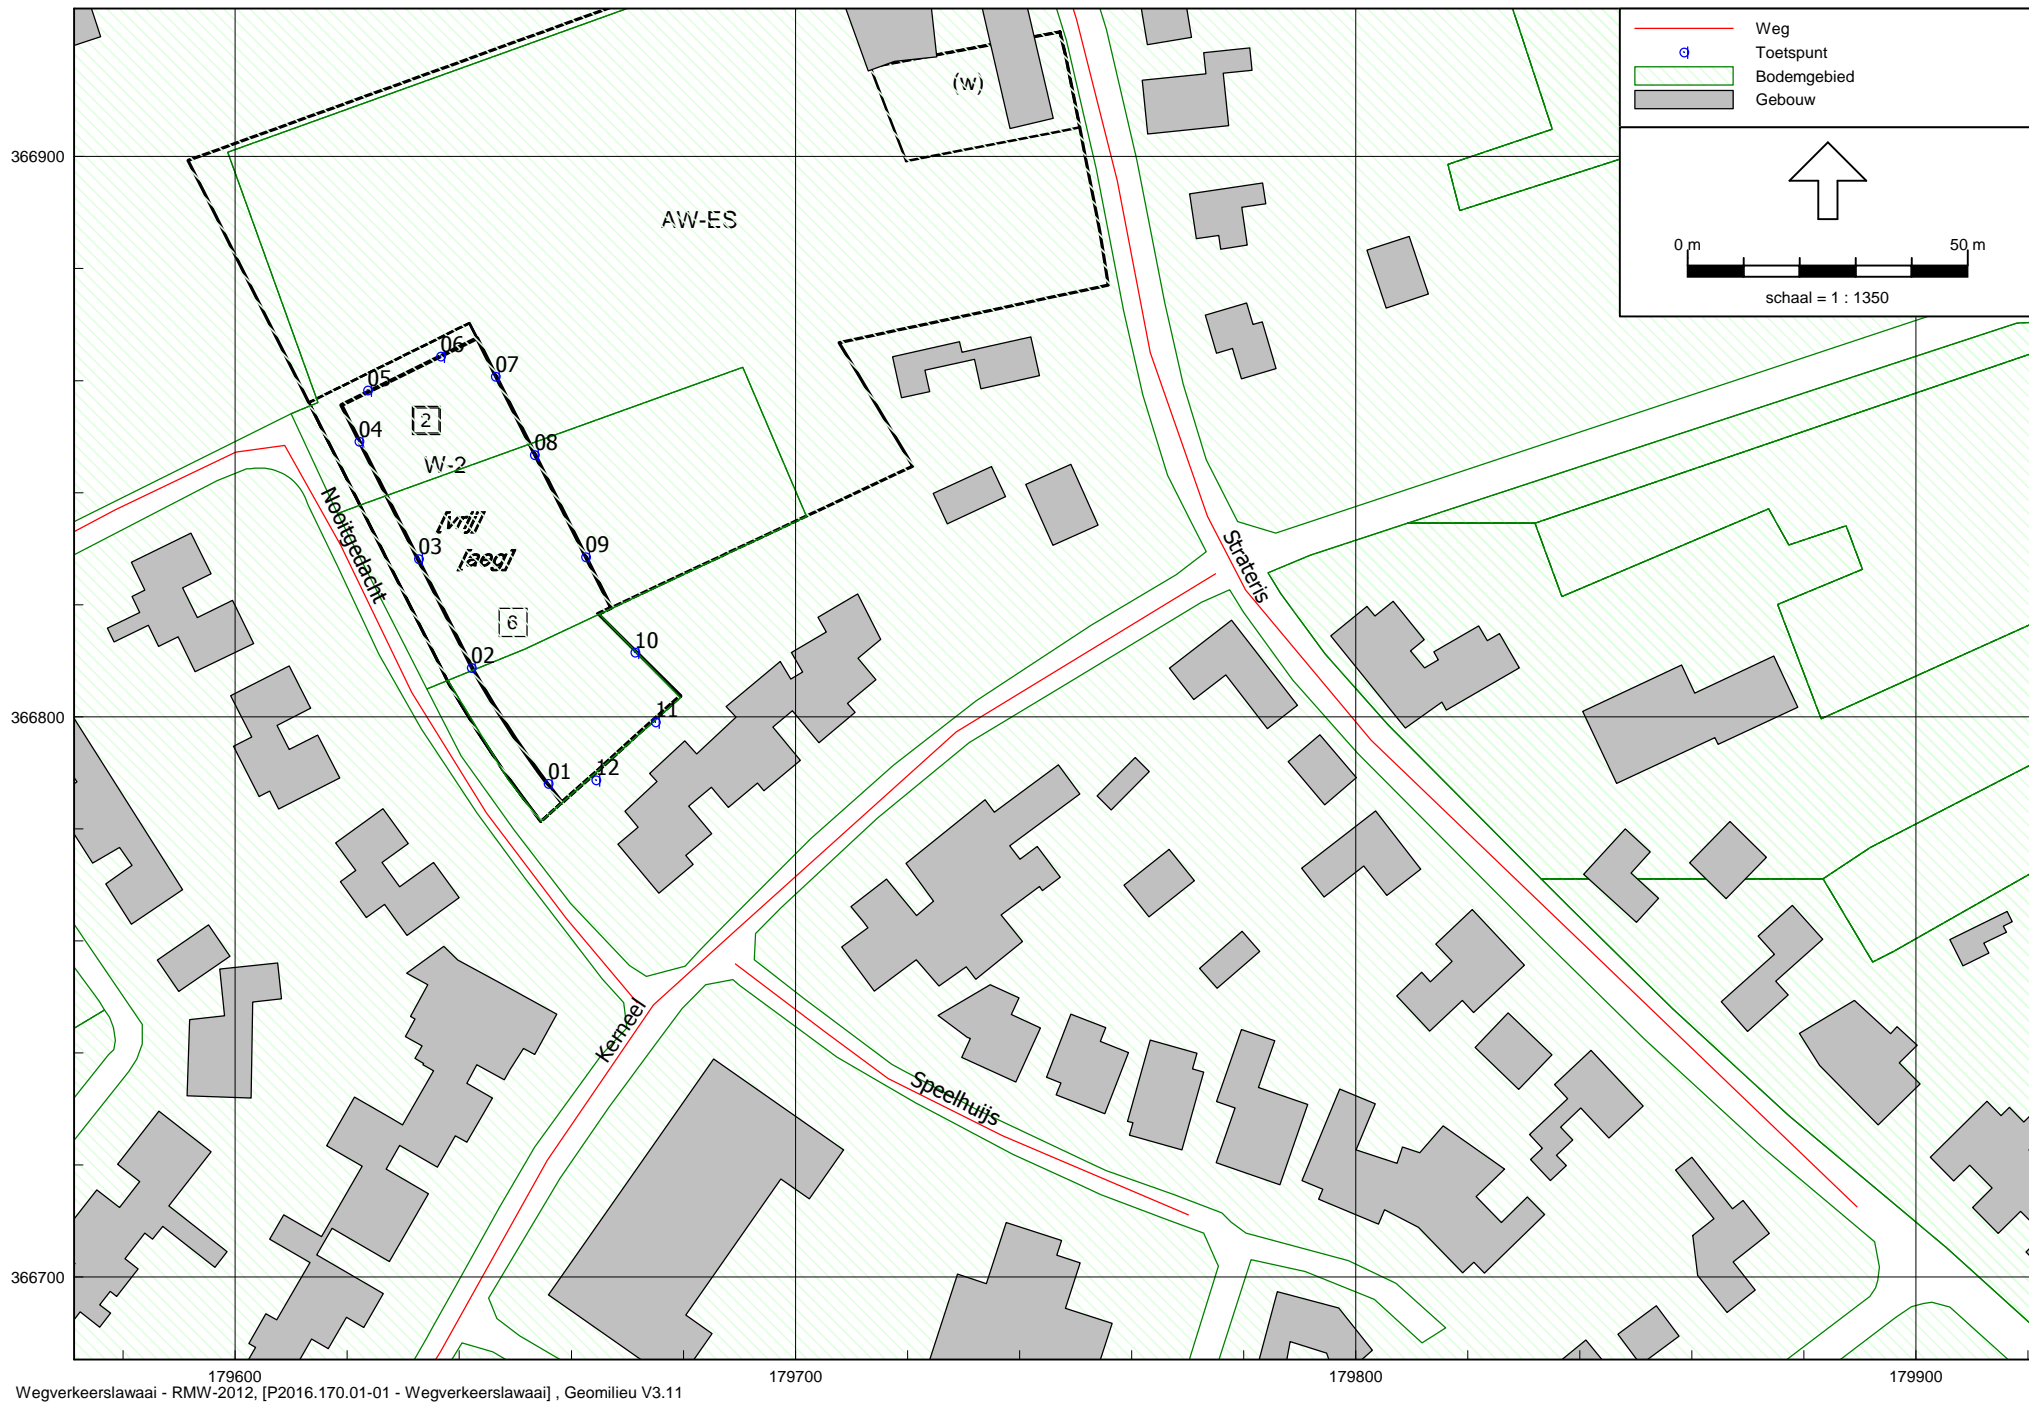 Weg
Toetspunt
Bodemgebied
Gebouw
0 m
50 m
schaal = 1 : 1350
366900
(w)
AW-ES
06
07
05
2
04
08
W-2
Nooitgedacht
[vrij]
[aeg]
03
09
Strateris
6
10
02
366800
11
01
12
Kerneel
Speelhuijs
366700
179600
179700
179800
179900
Wegverkeerslawaai - RMW-2012, [P2016.170.01-01 - Wegverkeerslawaai] , Geomilieu V3.11